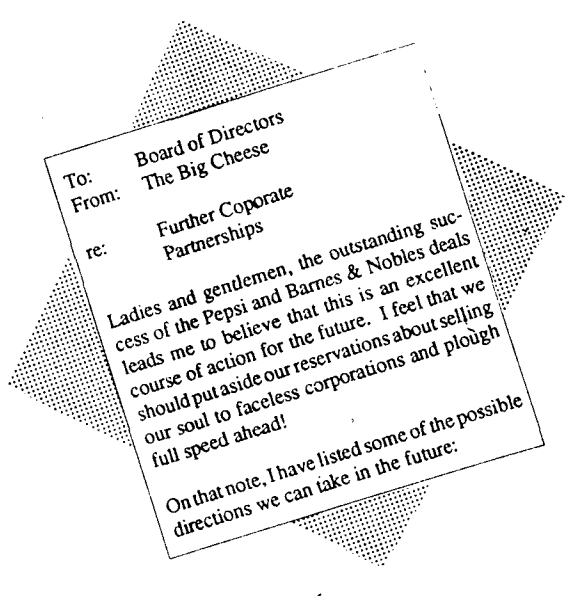 To: Board of Directors
From: The Big Cheese
re: Further Coporate
Partnerships
Ladies and gentlemen, the outstanding suc-
cess of the Pepsi and Barnes & Nobles deals
leads me to believe that this is an excellent
course of action for the future. I feel that we
should put aside our reservations about selling
our soul to faceless corporations and plough
full speed ahead!
On that note, I have listed some of the possible
directions we can take in the future: